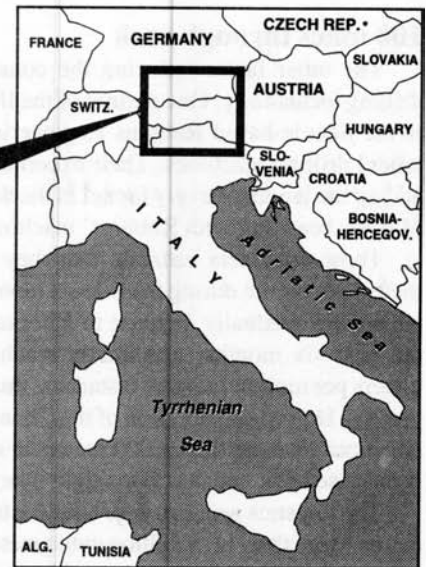 CZECH REP.*
FRANCE
GERMANY
SLOVAKIA
AUSTRIA
SWITZ.
HUNGARY
SLO-
VENIA
CROATIA
BOSNIA-
HERCEGOV.
ITALY
Adriatic Sea
Tyrrhenian
Sea
ALG.
TUNISIA